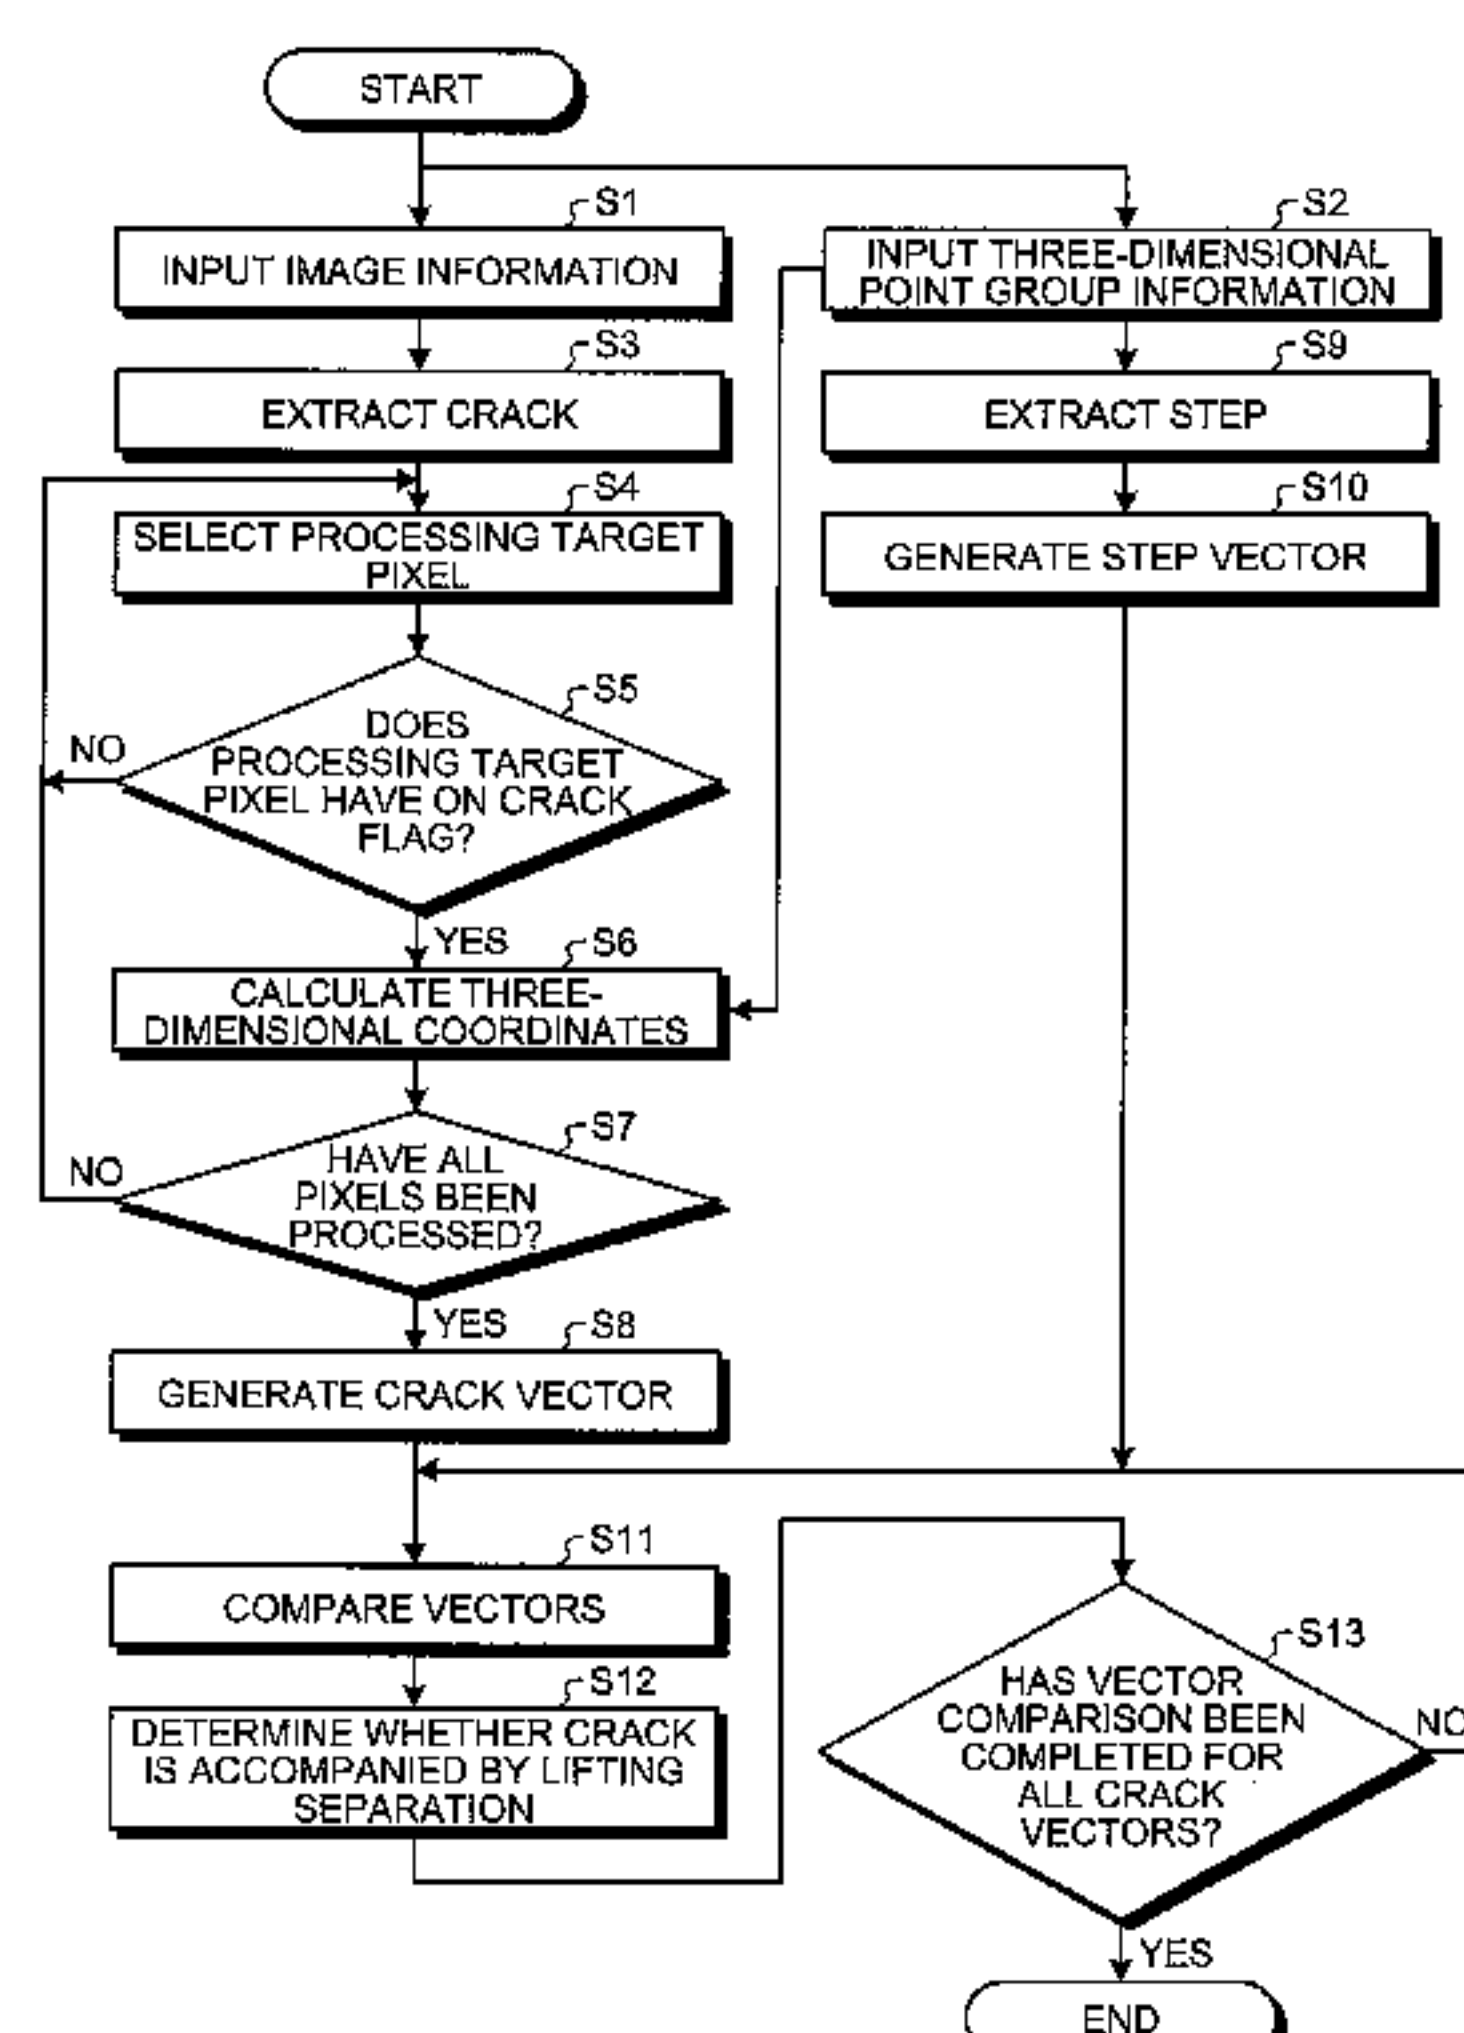 START
S1
INPUT IMAGE INFORMATION
S2
INPUT THREE-DIMENSIONAL
POINT GROUP INFORMATION
S3
EXTRACT CRACK
S9
EXTRACT STEP
S4
SELECT PROCESSING TARGET
PIXEL
S10
GENERATE STEP VECTOR
S5
DOES
PROCESSING TARGET
PIXEL HAVE ON CRACK
FLAG?
NO
YES
S6
CALCULATE THREE-
DIMENSIONAL COORDINATES
S7
HAVE ALL
PIXELS BEEN
PROCESSED?
NO
YES
S8
GENERATE CRACK VECTOR
S11
COMPARE VECTORS
S12
DETERMINE WHETHER CRACK
IS ACCOMPANIED BY LIFTING
SEPARATION
S13
HAS VECTOR
COMPARISON BEEN
COMPLETED FOR
ALL CRACK
VECTORS?
NO
YES
END